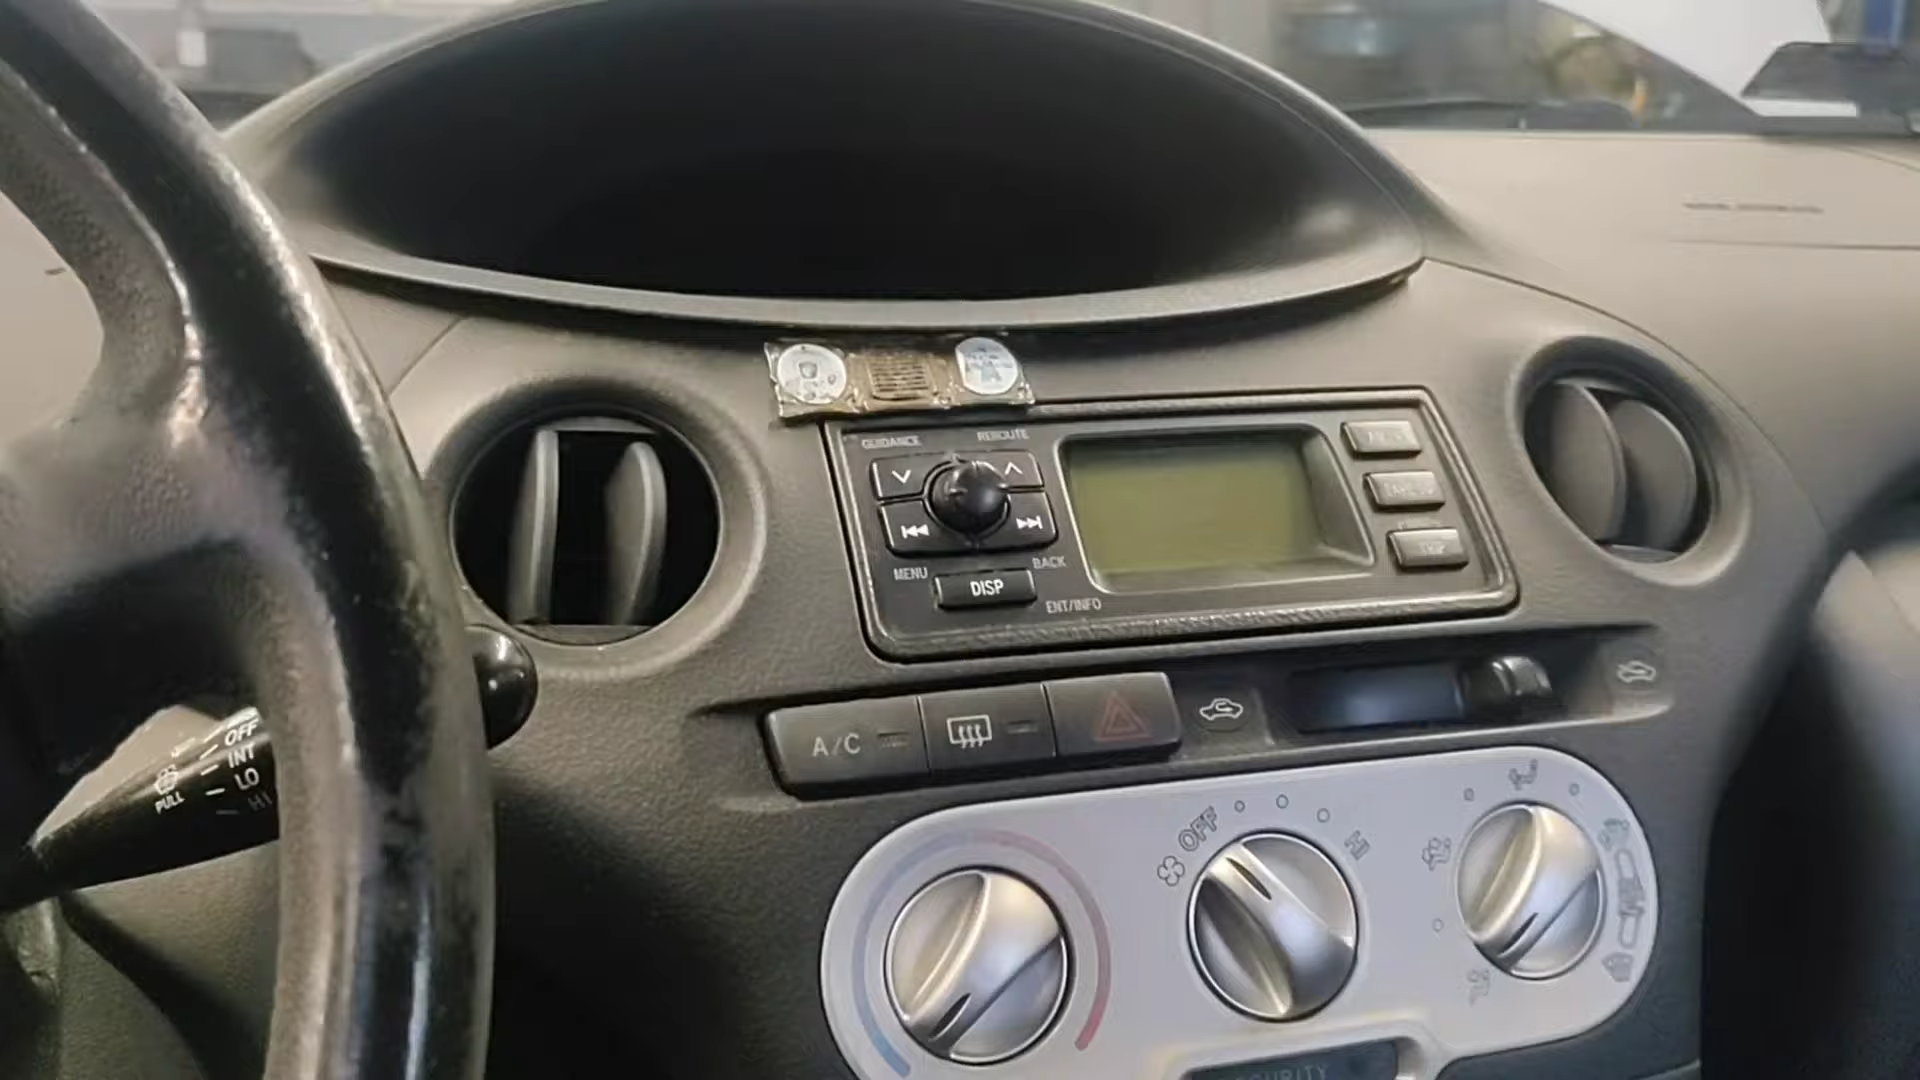 GUIDANCE
REROUTE
MENU
BACK
DISP
ENT/INFO
OFF
INT
LO
HI
PULL
A/C
OFF
HI